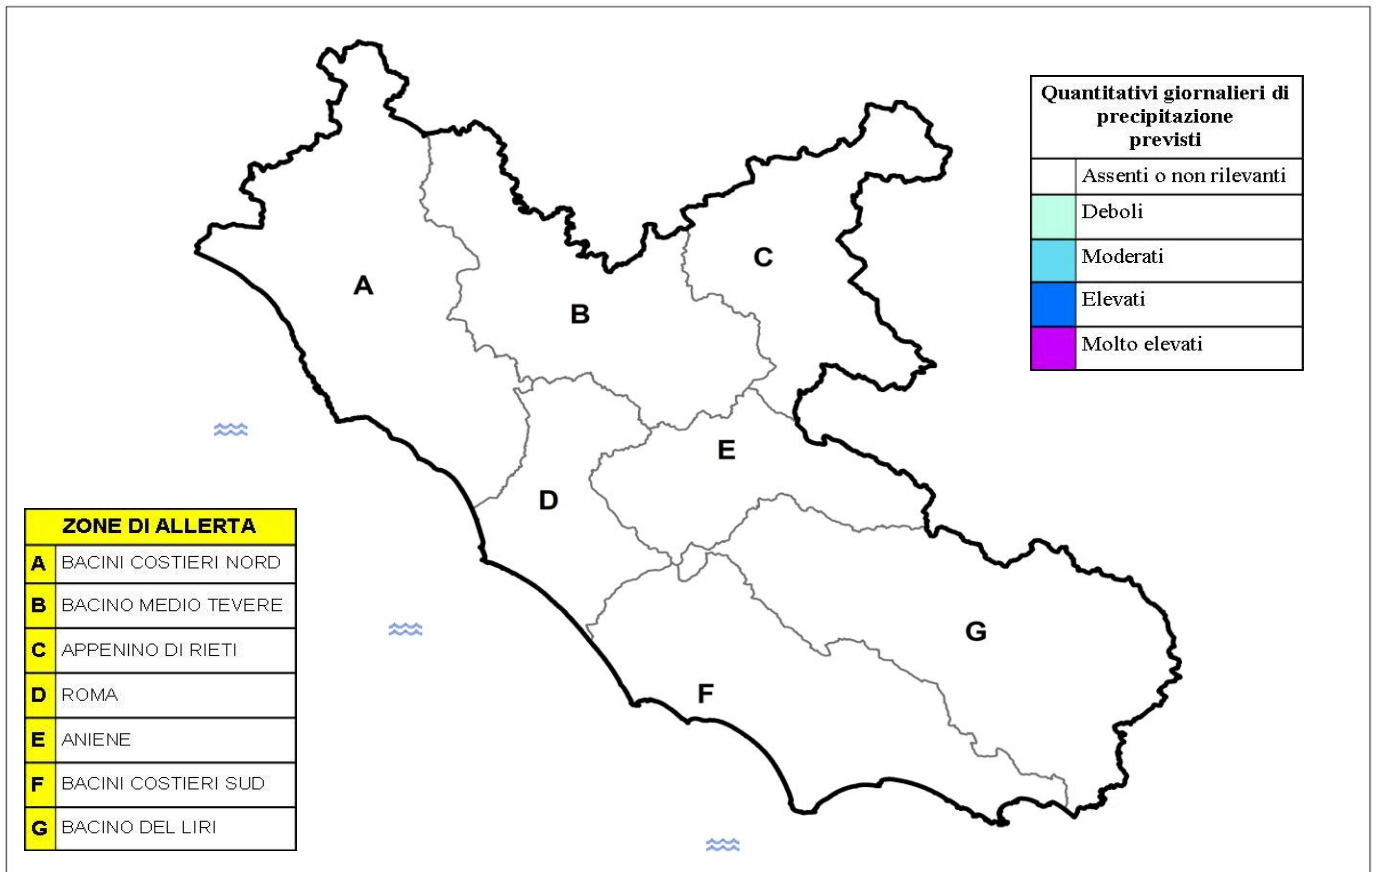 Quantitativi giornalieri di
precipitazione
previsti
Assenti o non rilevanti
Deboli
Moderati
Elevati
Molto elevati
A
B
C
D
E
F
G
ZONE DI ALLERTA
A BACINI COSTIERI NORD
B BACINO MEDIO TEVERE
C APPENINO DI RIETI
D ROMA
E ANIENE
F BACINI COSTIERI SUD
G BACINO DEL LIRI